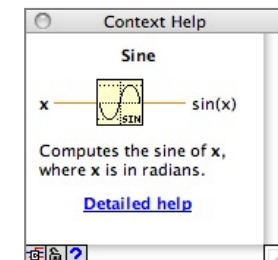 Context Help
Sine
x sin(x)
SIN
Computes the sine of x,
where x is in radians.
Detailed help
?